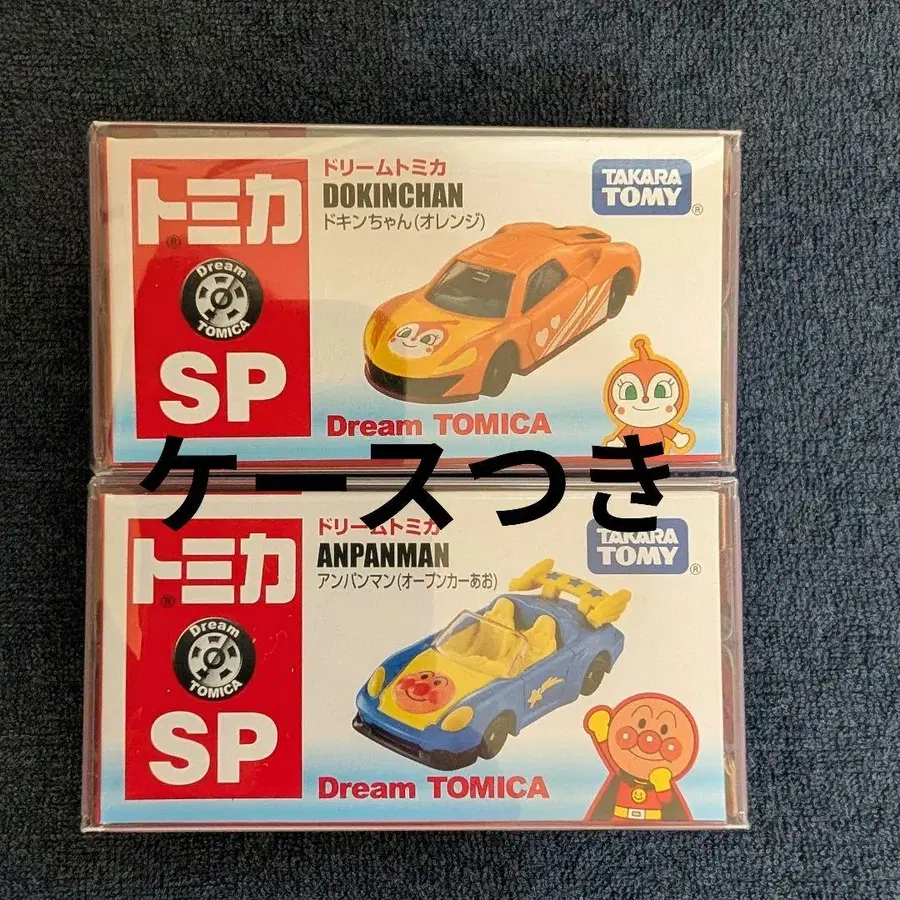 トミカ
®
Dream
TOMICA
SP
ドリームトミカ
DOKINCHAN
ドキンちゃん(オレンジ)
TAKARA
TOMY
®
Dream TOMICA
ケースつき
トミカ
®
Dream
TOMICA
SP
ドリームトミカ
ANPANMAN
アンパンマン(オープンカーあお)
TAKARA
TOMY
®
Dream TOMICA